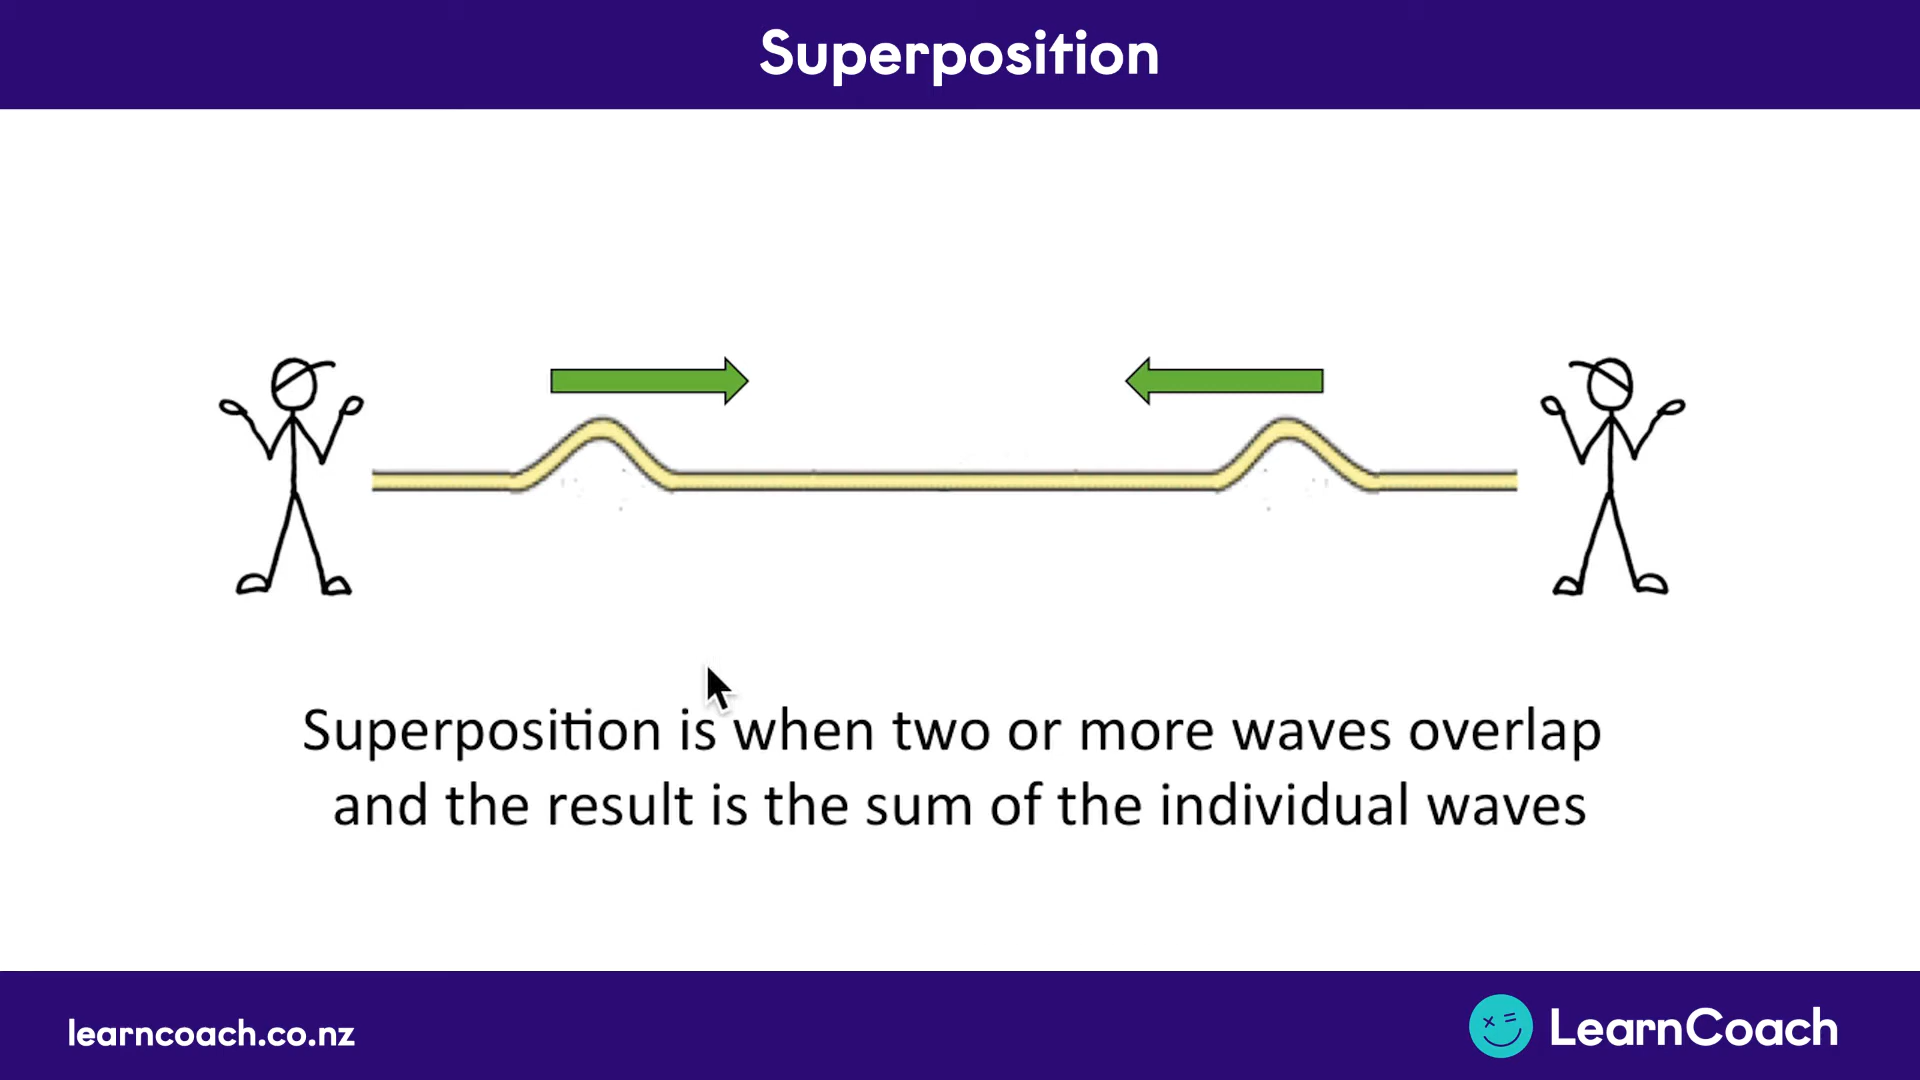 Superposition
Superposition is when two or more waves overlap
and the result is the sum of the individual waves
learncoach.co.nz
LearnCoach